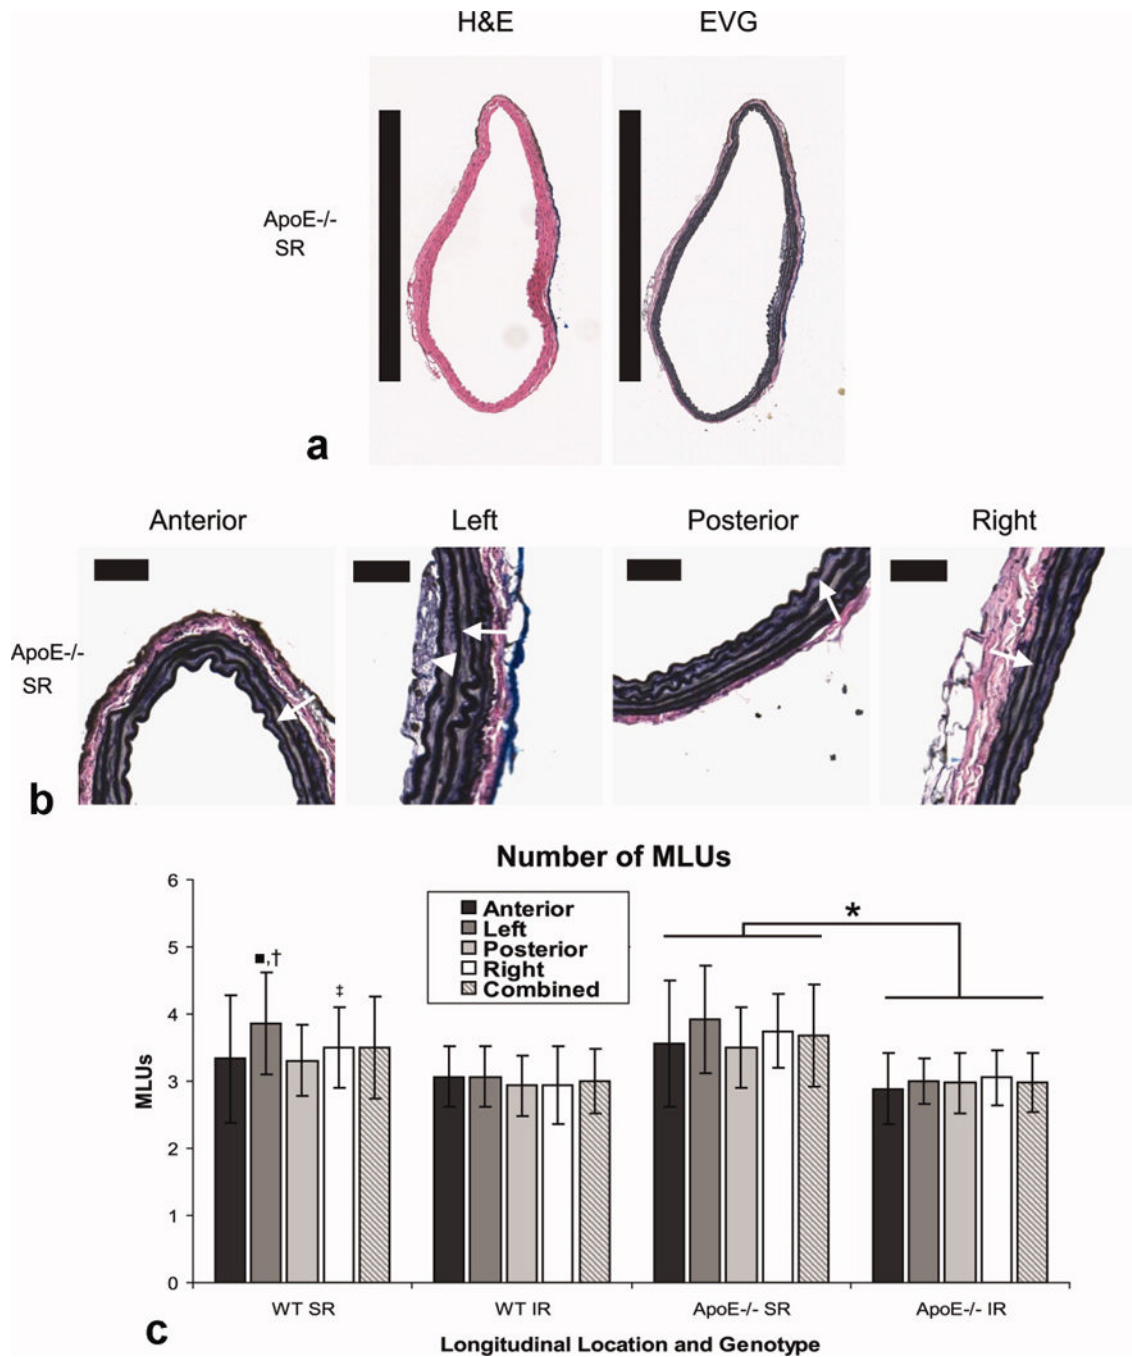 H&E EVG
ApoE-/-
SR
a
Anterior Left Posterior Right
ApoE-/-
SR
b
Number of MLUs
6
5
4
3
2
1
0
MLUs
Anterior
Left
Posterior
Right
Combined
■,†
‡
*
WT SR WT IR ApoE-/- SR ApoE-/- IR
Longitudinal Location and Genotype
c